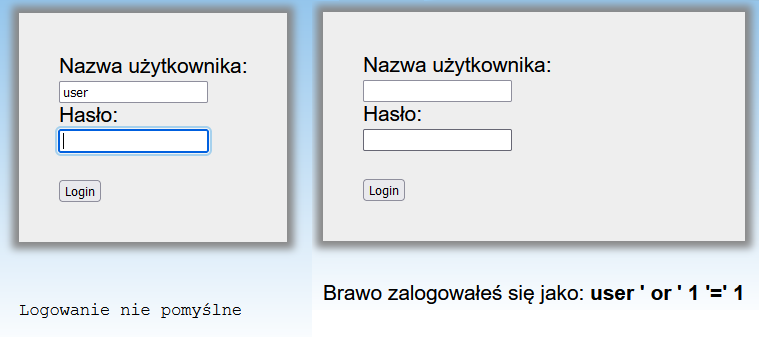 Nazwa użytkownika:
user
Hasło:
Login
Logowanie nie pomyślne
Nazwa użytkownika:
Hasło:
Login
Brawo zalogowałeś się jako: user ' or ' 1 '=' 1